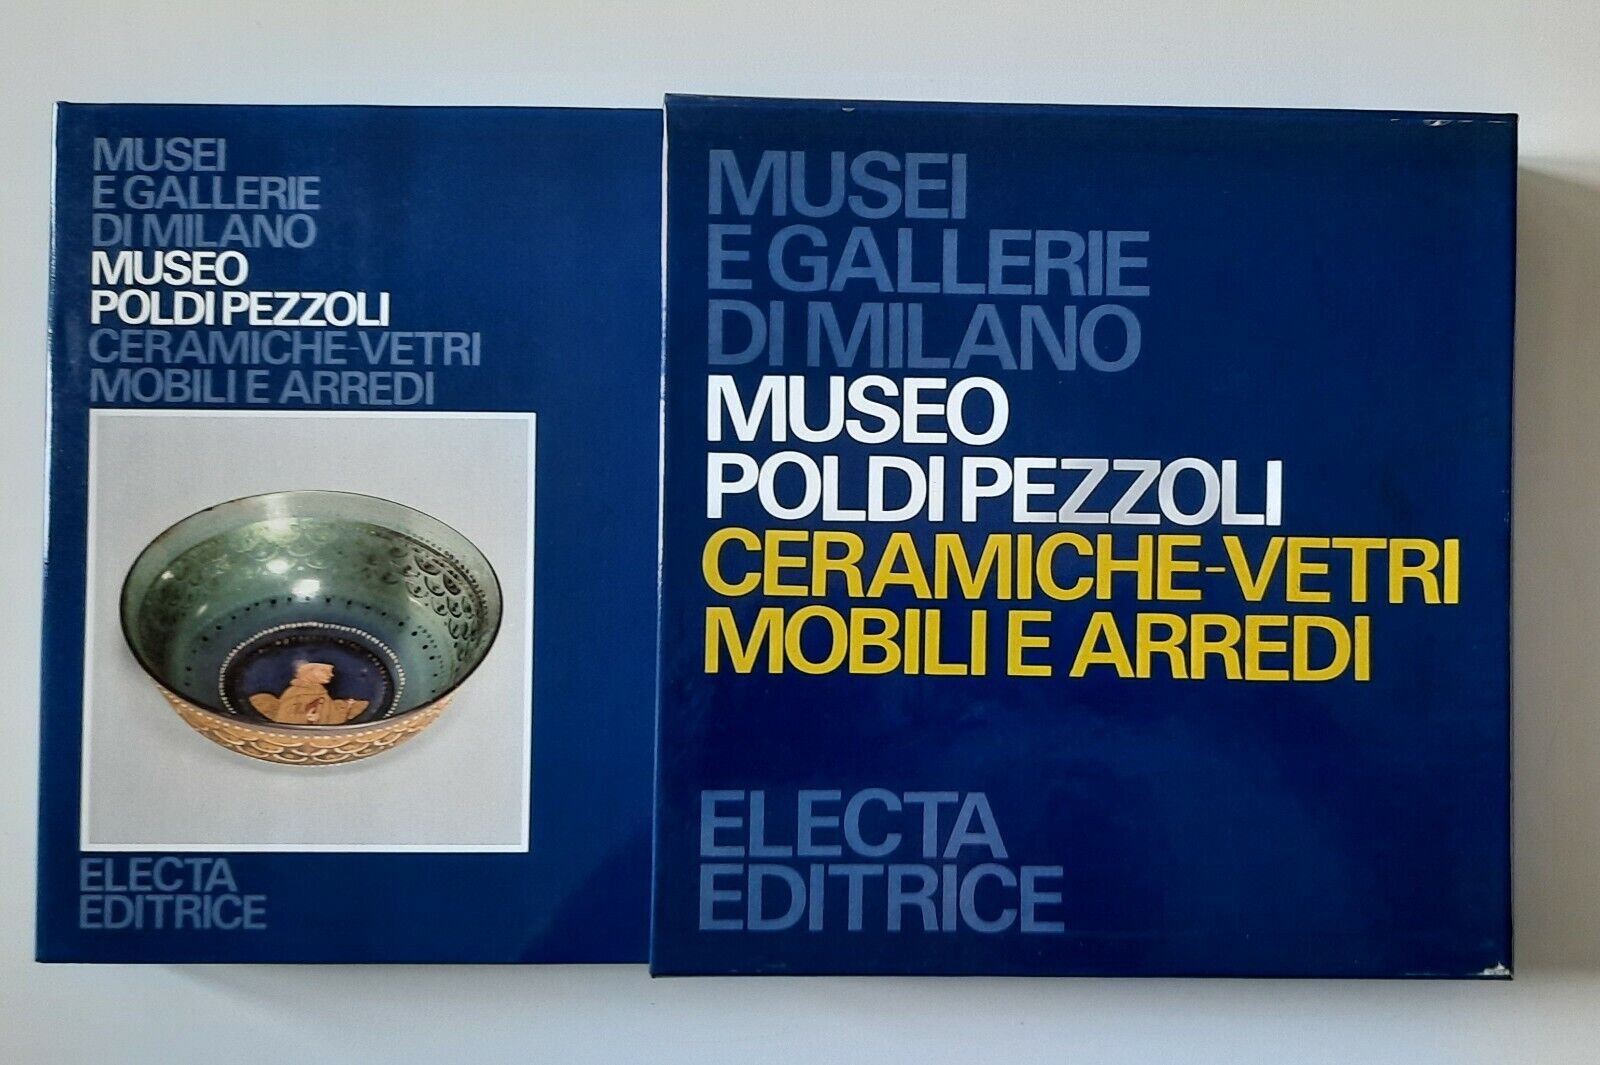 MUSEI
E GALLERIE
DI MILANO
MUSEO
POLDI PEZZOLI
CERAMICHE-VETRI
MOBILI E ARREDI
ELECTA
EDITRICE
MUSEI
E GALLERIE
DI MILANO
MUSEO
POLDI PEZZOLI
CERAMICHE-VETRI
MOBILI E ARREDI
ELECTA
EDITRICE